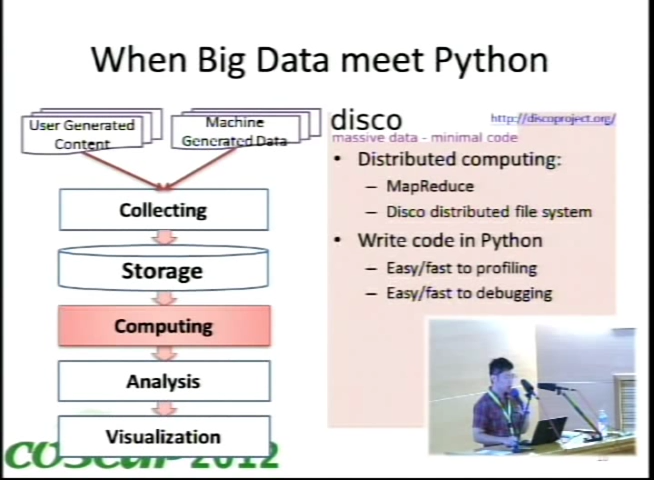 When Big Data meet Python
User Generated
Content
Machine
Generated Data
Collecting
Storage
Computing
Analysis
Visualization
disco
http://discoproject.org/
massive data - minimal code
• Distributed computing:
– MapReduce
– Disco distributed file system
• Write code in Python
– Easy/fast to profiling
– Easy/fast to debugging
COSCUP 2012